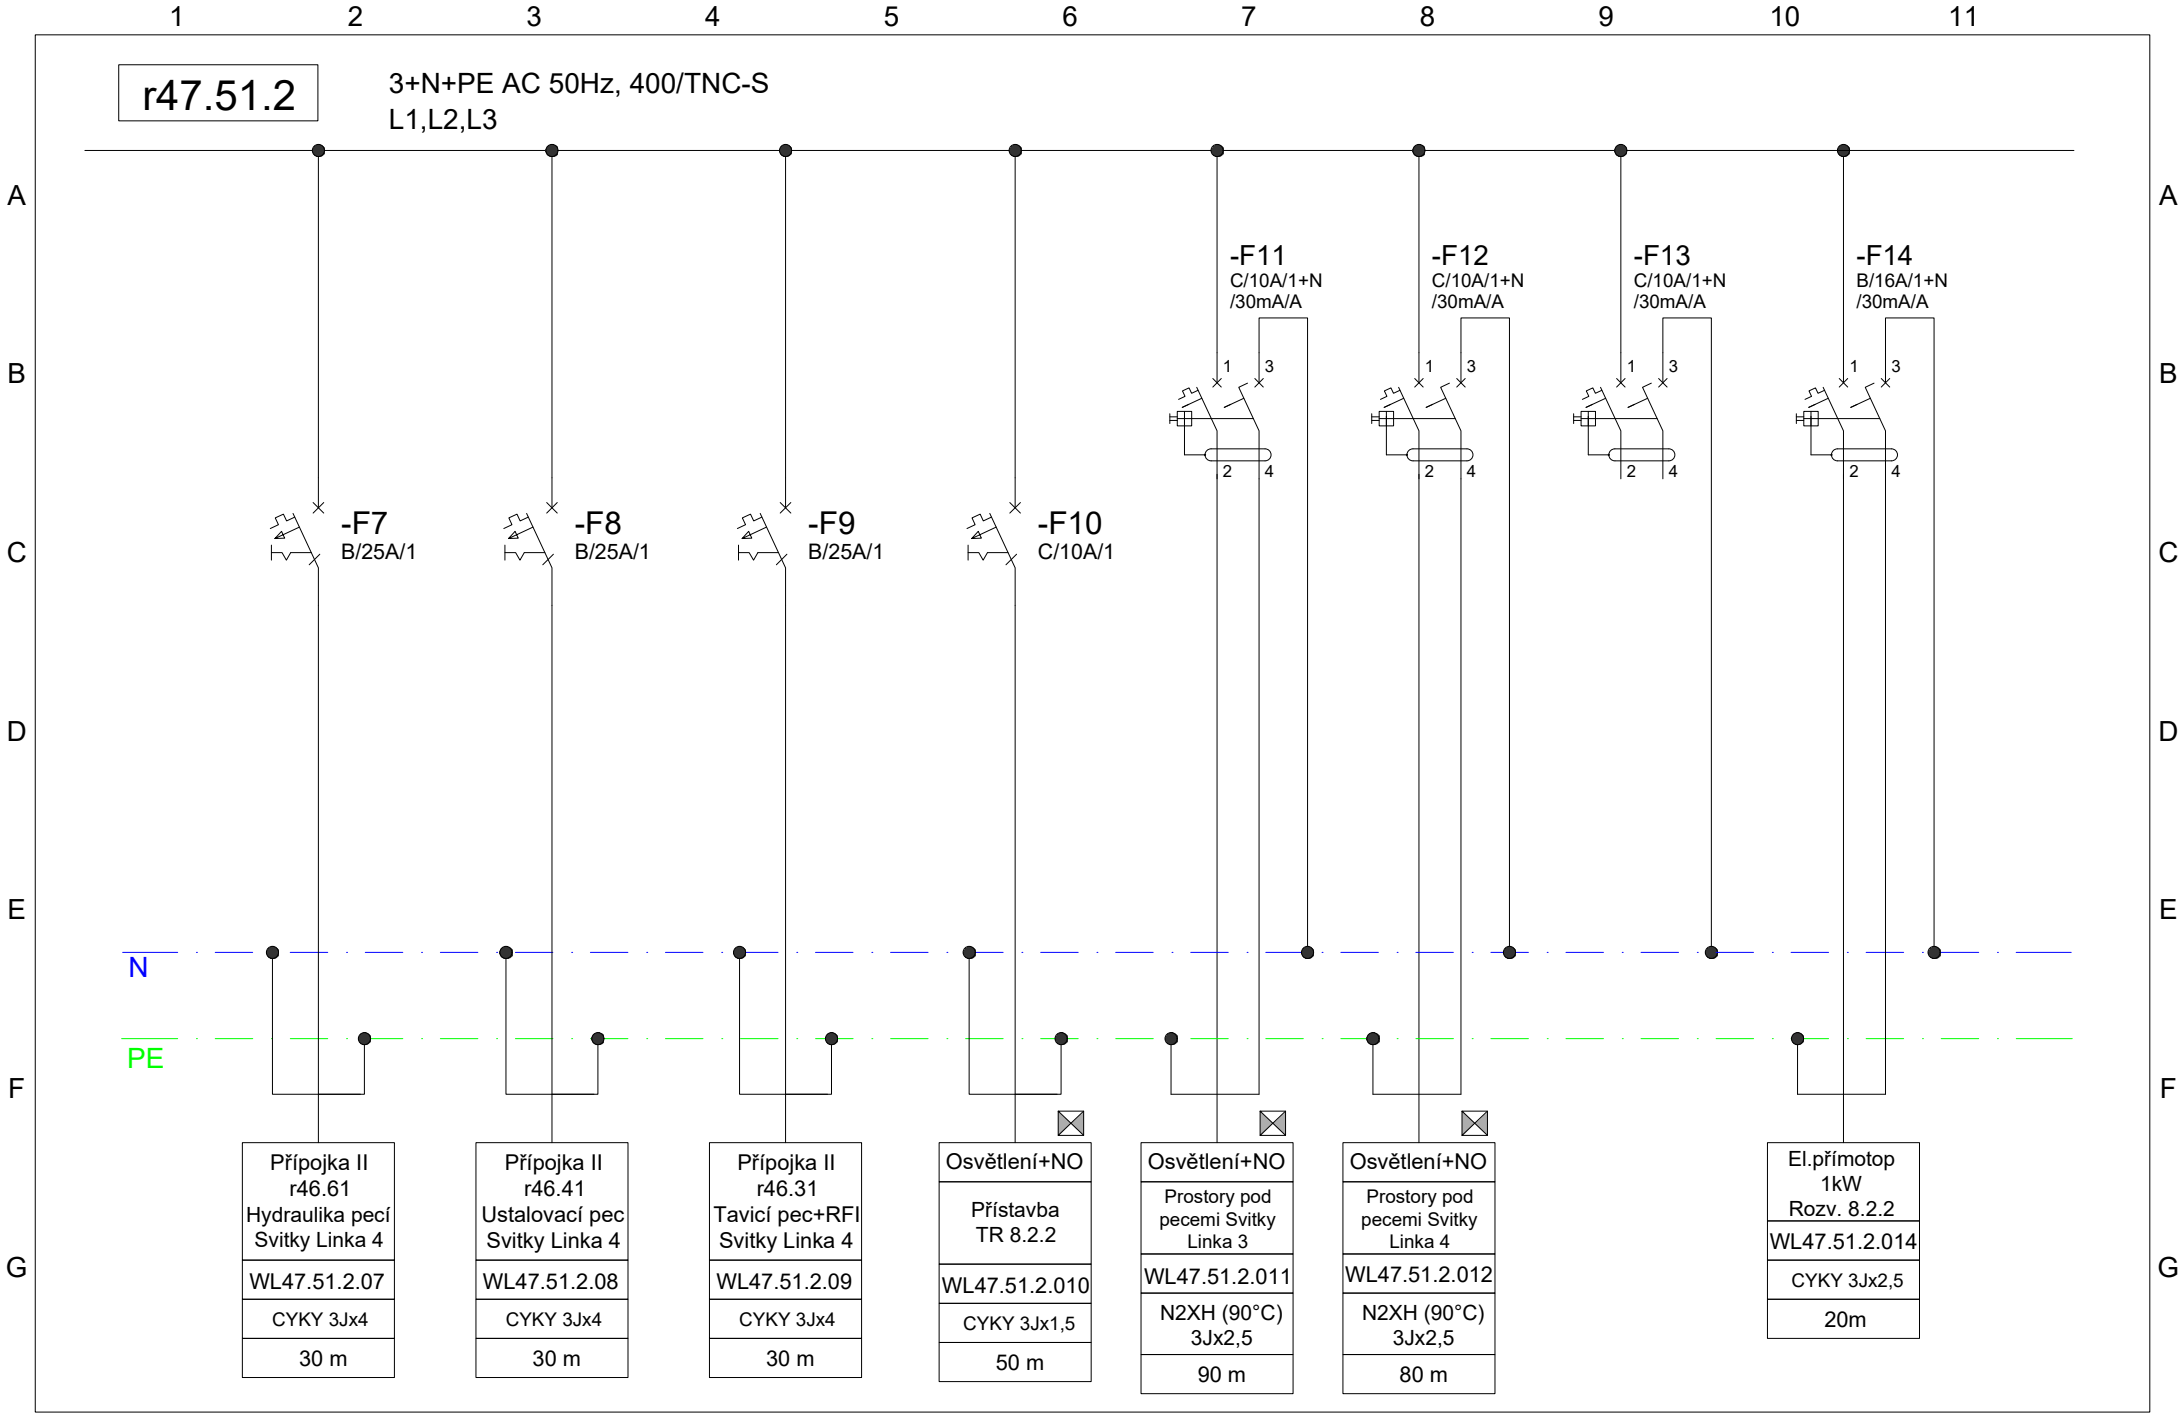 1 2 3 4 5 6 7 8 9 10 11
r47.51.2
3+N+PE AC 50Hz, 400/TNC-S
L1,L2,L3
A A
-F11 -F12 -F13 -F14
C/10A/1+N C/10A/1+N C/10A/1+N B/16A/1+N
/30mA/A /30mA/A /30mA/A /30mA/A
B 1 3 1 3 1 3 1 3 B
2 4 2 4 2 4 2 4
-F7 -F8 -F9 -F10
C B/25A/1 B/25A/1 B/25A/1 C/10A/1 C
D D
E E
N
PE
F F
G G
Přípojka II
r46.61
Hydraulika pecí
Svitky Linka 4
WL47.51.2.07
CYKY 3Jx4
30 m
Přípojka II
r46.41
Ustalovací pec
Svitky Linka 4
WL47.51.2.08
CYKY 3Jx4
30 m
Přípojka II
r46.31
Tavicí pec+RFI
Svitky Linka 4
WL47.51.2.09
CYKY 3Jx4
30 m
Osvětlení+NO
Přístavba
TR 8.2.2
WL47.51.2.010
CYKY 3Jx1,5
50 m
Osvětlení+NO
Prostory pod
pecemi Svitky
Linka 3
WL47.51.2.011
N2XH (90°C)
3Jx2,5
90 m
Osvětlení+NO
Prostory pod
pecemi Svitky
Linka 4
WL47.51.2.012
N2XH (90°C)
3Jx2,5
80 m
El.přímotop
1kW
Rozv. 8.2.2
WL47.51.2.014
CYKY 3Jx2,5
20m